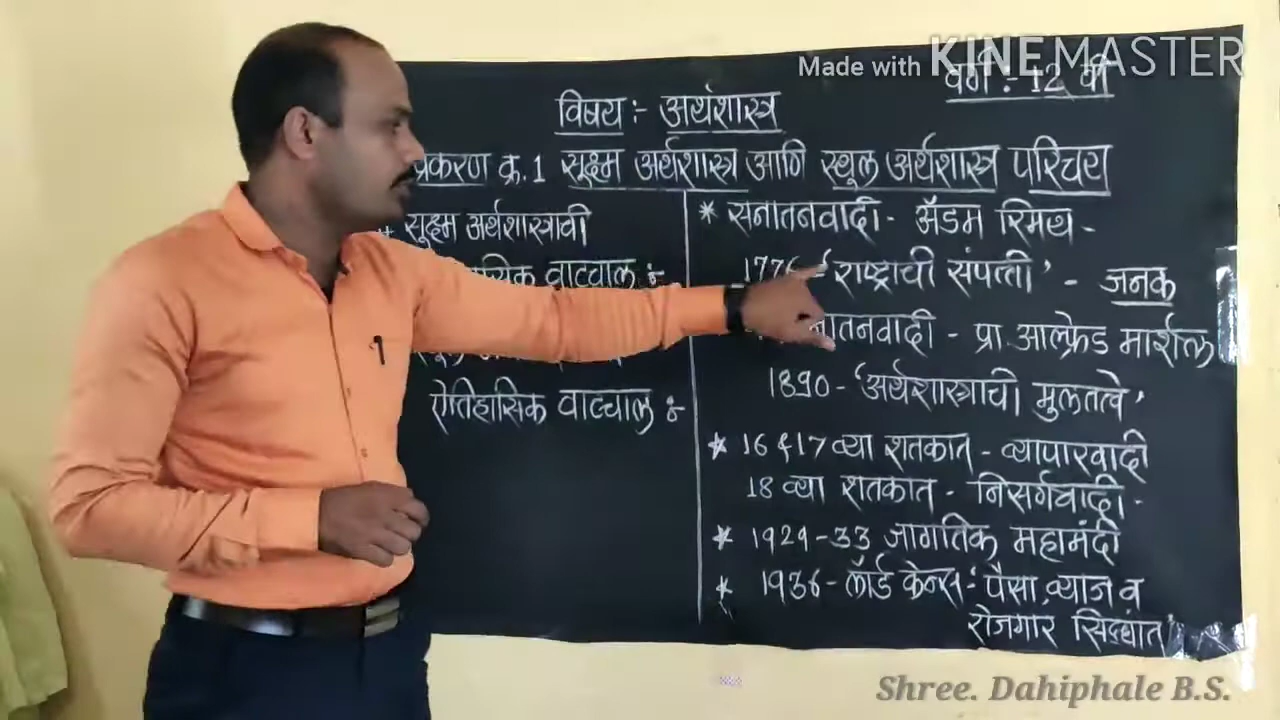 Made with KINEMASTER
वर्ग :- 12 वी
विषय :- अर्थशास्त्र
प्रकरण क्र. 1 सूक्ष्म अर्थशास्त्र आणि स्थूल अर्थशास्त्र परिचय
* सूक्ष्म अर्थशास्त्राची
वाटचाल :-
ऐतिहासिक वाटचाल :-
* सनातनवादी - ॲडम स्मिथ -
1776 - 'राष्ट्राची संपत्ती' - जनक
प्रा. आल्फ्रेड मार्शल
1890 - 'अर्थशास्त्राची मुलतत्वे'
* 16 व 17 व्या शतकात - व्यापारवादी
18 व्या शतकात - निसर्गवादी -
* 1929 - 33 जागतिक महामंदी
* 1936 - लॉर्ड केन्स :- 'पैसा, व्याज व
रोजगार सिद्धांत'
Shree. Dahiphale B.S.